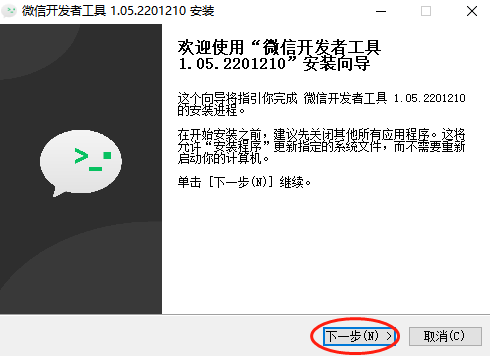 微信开发者工具 1.05.2201210 安装
欢迎使用“微信开发者工具
1.05.2201210”安装向导
这个向导将指引你完成 微信开发者工具 1.05.2201210
的安装进程。
在开始安装之前，建议先关闭其他所有应用程序。这将
允许“安装程序”更新指定的系统文件，而不需要重新
启动你的计算机。
单击 [下一步(N)] 继续。
>_
下一步(N) >
取消(C)